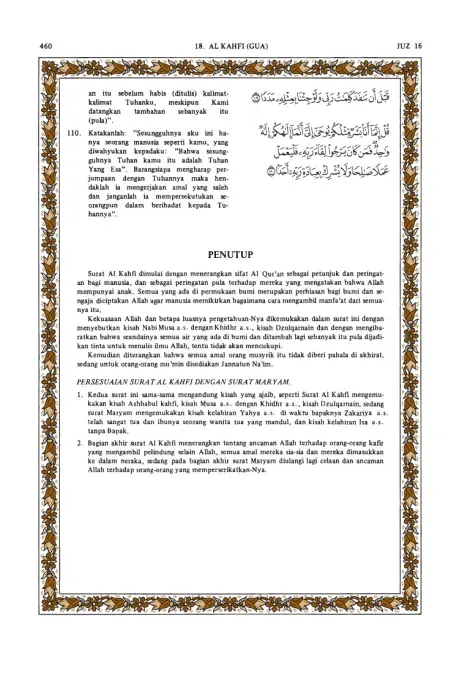 460 18. AL KAHFI (GUA) JUZ 16
an itu sebelum habis (ditulis) kalimat-
kalimat Tuhanku, meskipun Kami
datangkan tambahan sebanyak itu
(pula)".
110. Katakanlah: "Sesungguhnya aku ini ha-
nya seorang manusia seperti kamu, yang
diwahyukan kepadaku: "Bahwa sesung-
guhnya Tuhan kamu itu adalah Tuhan
Yang Esa". Barangsiapa mengharap per-
jumpaan dengan Tuhannya maka hen-
daklah ia mengerjakan amal yang saleh
dan janganlah ia mempersekutukan se-
orangpun dalam beribadat kepada Tu-
hannya".
قَبْلَ أَن تَنفَدَ كَلِمَٰتُ رَبِّى وَلَوْ جِئْنَا بِمِثْلِهِۦ مَدَدًا ١٠٩
قُلْ إِنَّمَآ أَنَا۠ بَشَرٌ مِّثْلُكُمْ يُوحَىٰٓ إِلَىَّ أَنَّمَآ إِلَٰهُكُمْ إِلَٰهٌ
وَٰحِدٌ فَمَن كَانَ يَرْجُوا۟ لِقَآءَ رَبِّهِۦ فَلْيَعْمَلْ
عَمَلًا صَٰلِحًا وَلَا يُشْرِكْ بِعِبَادَةِ رَبِّهِۦٓ أَحَدًۢا ١١٠
PENUTUP
Surat Al Kahfi dimulai dengan menerangkan sifat Al Qur'an sebagai petunjuk dan peringat-
an bagi manusia, dan sebagai peringatan pula terhadap mereka yang mengatakan bahwa Allah
mempunyai anak. Semua yang ada di permukaan bumi merupakan perhiasan bagi bumi dan se-
ngaja diciptakan Allah agar manusia memikirkan bagaimana cara mengambil manfa'at dari semua-
nya itu.
Kekuasaan Allah dan betapa luasnya pengetahuan-Nya dikemukakan dalam surat ini dengan
menyebutkan kisah Nabi Musa a.s. dengan Khidhr a.s., kisah Dzulqarnain dan dengan mengiba-
ratkan bahwa seandainya semua air yang ada di bumi dan ditambah lagi sebanyak itu pula dijadi-
kan tinta untuk menulis ilmu Allah, tentu tidak akan mencukupi.
Kemudian diterangkan bahwa semua amal orang musyrik itu tidak diberi pahala di akhirat,
sedang untuk orang-orang mu'min disediakan Jannatun Na'im.
PERSESUAIAN SURAT AL KAHFI DENGAN SURAT MARYAM.
1. Kedua surat ini sama-sama mengandung kisah yang ajaib, seperti Surat Al Kahfi mengemu-
kakan kisah Ashhabul kahfi, kisah Musa a.s. dengan Khidhr a.s., kisah Dzulqarnain, sedang
surat Maryam mengemukakan kisah kelahiran Yahya a.s. di waktu bapaknya Zakariya a.s.
telah sangat tua dan ibunya seorang wanita tua yang mandul, dan kisah kelahiran Isa a.s.
tanpa Bapak.
2. Bagian akhir surat Al Kahfi menerangkan tentang ancaman Allah terhadap orang-orang kafir
yang mengambil pelindung selain Allah, semua amal mereka sia-sia dan mereka dimasukkan
ke dalam neraka, sedang pada bagian akhir surat Maryam diulangi lagi celaan dan ancaman
Allah terhadap orang-orang yang memperserikatkan-Nya.